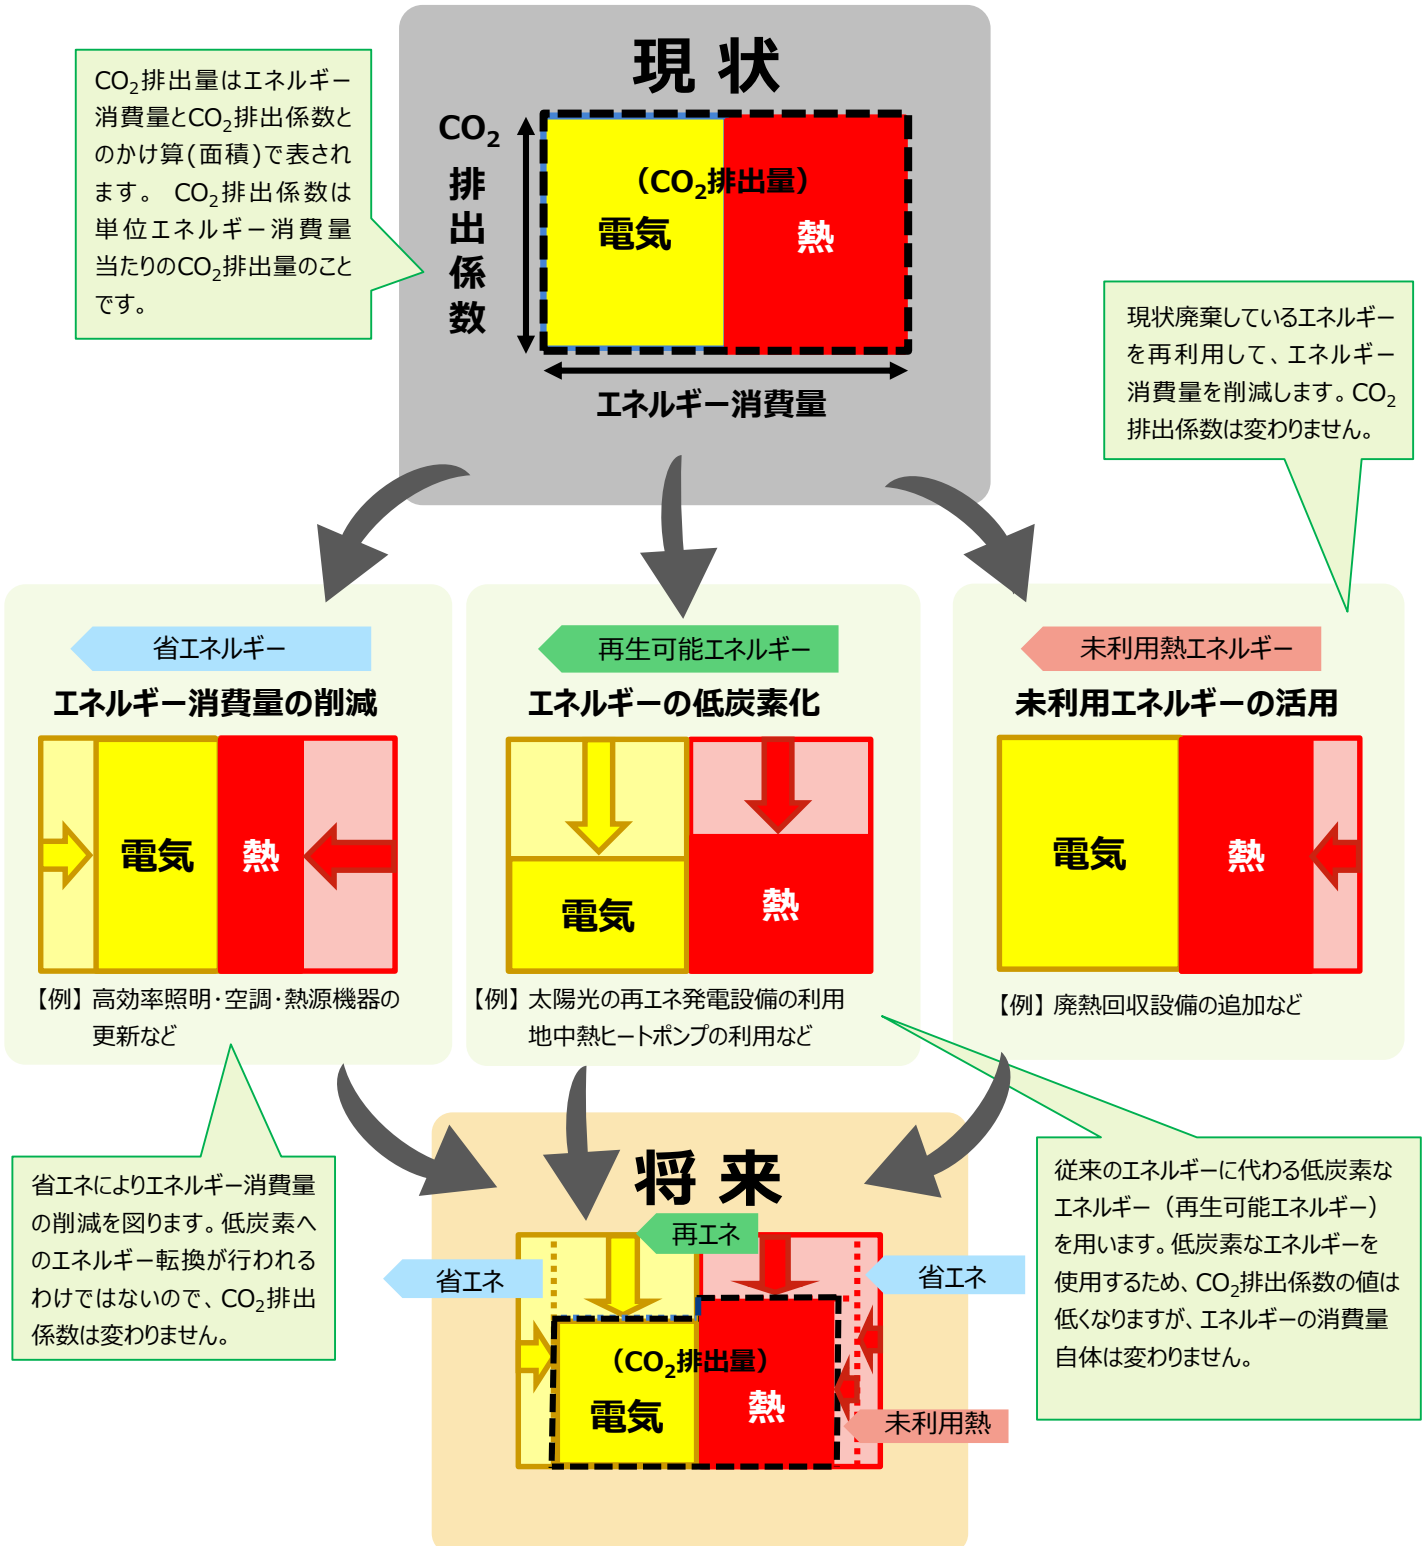 現 状
CO2排出量はエネルギー
消費量とCO2排出係数と
のかけ算(面積)で表され
ます。 CO2排出係数は
単位エネルギー消費量
当たりのCO2排出量のこと
です。
CO2
排
出
係
数
(CO2排出量)
電気
熱
エネルギー消費量
現状廃棄しているエネルギー
を再利用して、エネルギー
消費量を削減します。CO2
排出係数は変わりません。
省エネルギー
エネルギー消費量の削減
電気
熱
【例】高効率照明・空調・熱源機器の
更新など
再生可能エネルギー
エネルギーの低炭素化
電気
熱
【例】太陽光の再エネ発電設備の利用
地中熱ヒートポンプの利用など
未利用熱エネルギー
未利用エネルギーの活用
電気
熱
【例】廃熱回収設備の追加など
省エネによりエネルギー消費量
の削減を図ります。低炭素へ
のエネルギー転換が行われる
わけではないので、CO2排出
係数は変わりません。
将 来
再エネ
省エネ
省エネ
(CO2排出量)
電気
熱
未利用熱
従来のエネルギーに代わる低炭素な
エネルギー(再生可能エネルギー)
を用います。低炭素なエネルギーを
使用するため、CO2排出係数の値は
低くなりますが、エネルギーの消費量
自体は変わりません。